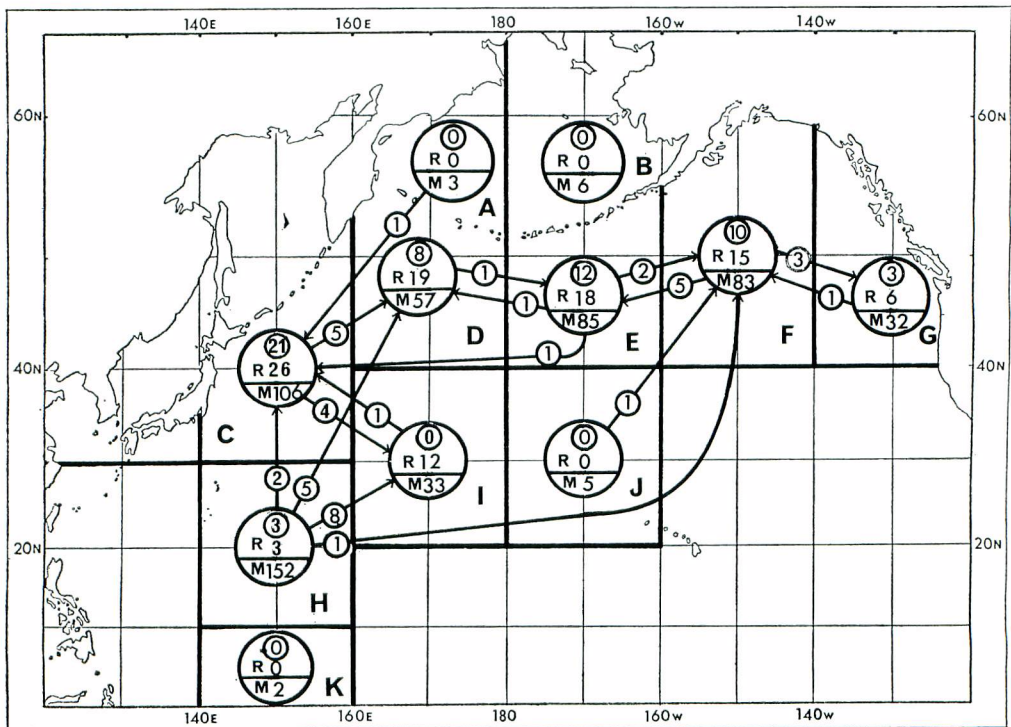 140E 160E 180 160W 140W
60N 60N
0
R 0
M 3
A
0
R 0
M 6
B
1
8
R 19
M 57
D
1
1
12
R 18
M 85
E
2
5
10
R 15
M 83
F
3
1
3
R 6
M 32
G
5
1
40N 40N
21
R 26
M 106
C
4
1
0
R 12
M 33
I
1
0
R 0
M 5
J
2
5
8
1
3
R 3
M 152
H
20N 20N
0
R 0
M 2
K
140E 160E 180 160W 140W